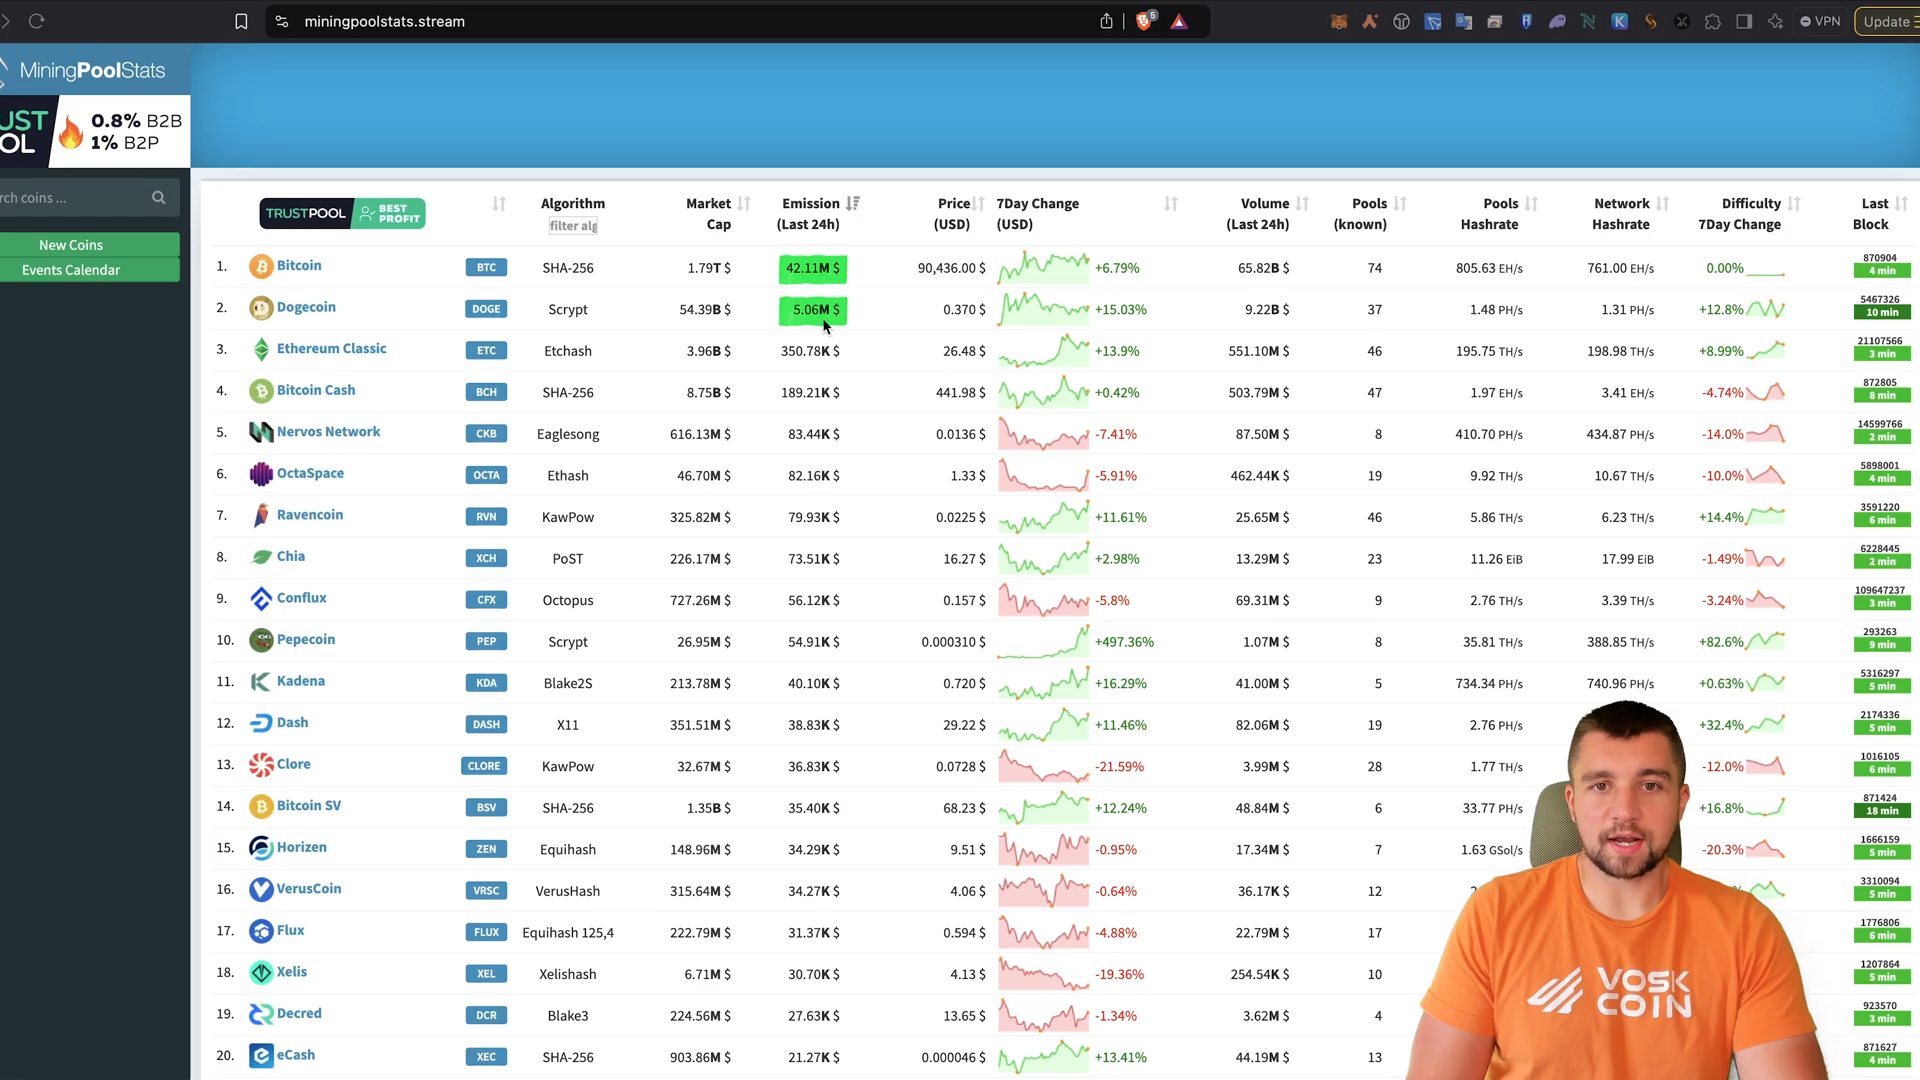 miningpoolstats.stream
5
VPN
Update
MiningPoolStats
UST
OL
0.8% B2B
1% B2P
rch coins ...
New Coins
Events Calendar
TRUSTPOOL BEST PROFIT
Algorithm
filter alg
Market Cap
Emission (Last 24h)
Price (USD)
7Day Change (USD)
Volume (Last 24h)
Pools (known)
Pools Hashrate
Network Hashrate
Difficulty 7Day Change
Last Block
1. Bitcoin BTC SHA-256 1.79T $ 42.11M $ 90,436.00 $ +6.79% 65.82B $ 74 805.63 EH/s 761.00 EH/s 0.00% 870904 4 min
2. Dogecoin DOGE Scrypt 54.39B $ 5.06M $ 0.370 $ +15.03% 9.22B $ 37 1.48 PH/s 1.31 PH/s +12.8% 5467326 10 min
3. Ethereum Classic ETC Etchash 3.96B $ 350.78K $ 26.48 $ +13.9% 551.10M $ 46 195.75 TH/s 198.98 TH/s +8.99% 21107566 3 min
4. Bitcoin Cash BCH SHA-256 8.75B $ 189.21K $ 441.98 $ +0.42% 503.79M $ 47 1.97 EH/s 3.41 EH/s -4.74% 872805 8 min
5. Nervos Network CKB Eaglesong 616.13M $ 83.44K $ 0.0136 $ -7.41% 87.50M $ 8 410.70 PH/s 434.87 PH/s -14.0% 14599766 2 min
6. OctaSpace OCTA Ethash 46.70M $ 82.16K $ 1.33 $ -5.91% 462.44K $ 19 9.92 TH/s 10.67 TH/s -10.0% 5898001 4 min
7. Ravencoin RVN KawPow 325.82M $ 79.93K $ 0.0225 $ +11.61% 25.65M $ 46 5.86 TH/s 6.23 TH/s +14.4% 3591220 6 min
8. Chia XCH PoST 226.17M $ 73.51K $ 16.27 $ +2.98% 13.29M $ 23 11.26 EiB 17.99 EiB -1.49% 6228445 2 min
9. Conflux CFX Octopus 727.26M $ 56.12K $ 0.157 $ -5.8% 69.31M $ 9 2.76 TH/s 3.39 TH/s -3.24% 109647237 3 min
10. Pepecoin PEP Scrypt 26.95M $ 54.91K $ 0.000310 $ +497.36% 1.07M $ 8 35.81 TH/s 388.85 TH/s +82.6% 293263 9 min
11. Kadena KDA Blake2S 213.78M $ 40.10K $ 0.720 $ +16.29% 41.00M $ 5 734.34 PH/s 740.96 PH/s +0.63% 5316297 5 min
12. Dash DASH X11 351.51M $ 38.83K $ 29.22 $ +11.46% 82.06M $ 19 2.76 PH/s +32.4% 2174336 5 min
13. Clore CLORE KawPow 32.67M $ 36.83K $ 0.0728 $ -21.59% 3.99M $ 28 1.77 TH/s -12.0% 1016105 6 min
14. Bitcoin SV BSV SHA-256 1.35B $ 35.40K $ 68.23 $ +12.24% 48.84M $ 6 33.77 PH/s +16.8% 871424 18 min
15. Horizen ZEN Equihash 148.96M $ 34.29K $ 9.51 $ -0.95% 17.34M $ 7 1.63 GSol/s -20.3% 1666159 5 min
16. VerusCoin VRSC VerusHash 315.64M $ 34.27K $ 4.06 $ -0.64% 36.17K $ 12 3310094 5 min
17. Flux FLUX Equihash 125,4 222.79M $ 31.37K $ 0.594 $ -4.88% 22.79M $ 17 1776806 6 min
18. Xelis XEL Xelishash 6.71M $ 30.70K $ 4.13 $ -19.36% 254.54K $ 10 1207864 5 min
19. Decred DCR Blake3 224.56M $ 27.63K $ 13.65 $ -1.34% 3.62M $ 4 923570 3 min
20. eCash XEC SHA-256 903.86M $ 21.27K $ 0.000046 $ +13.41% 44.19M $ 13 871627 4 min
VOSK
COIN